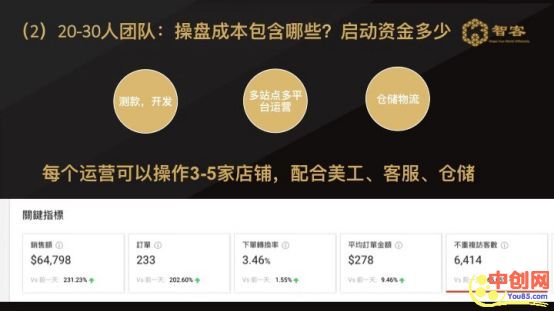 （2）20-30人团队：操盘成本包含哪些？启动资金多少
智客
测款，开发
多站点多平
台运营
仓储物流
每个运营可以操作3-5家店铺，配合美工、客服、仓储
關鍵指標
銷售額
訂單
下單轉換率
平均訂單金額
不重複訪客數
$64,798
233
3.46%
$278
6,414
Vs 前一天: 231.23%
Vs 前一天: 202.60%
Vs 前一天: 1.55%
Vs 前一天: 9.46%
中创网
You85.com